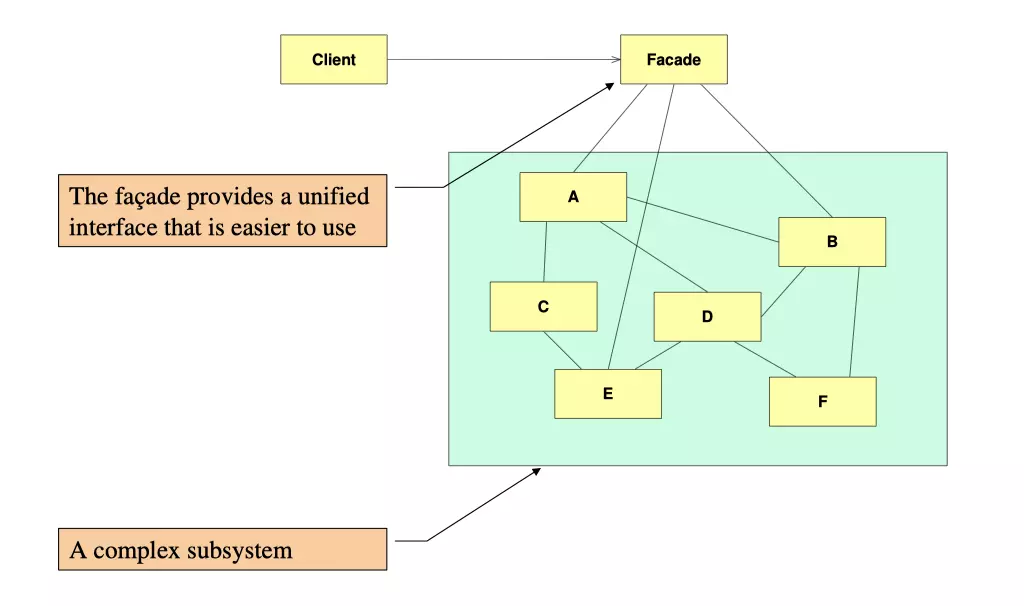 Client
Facade
The façade provides a unified
interface that is easier to use
A
B
C
D
E
F
A complex subsystem